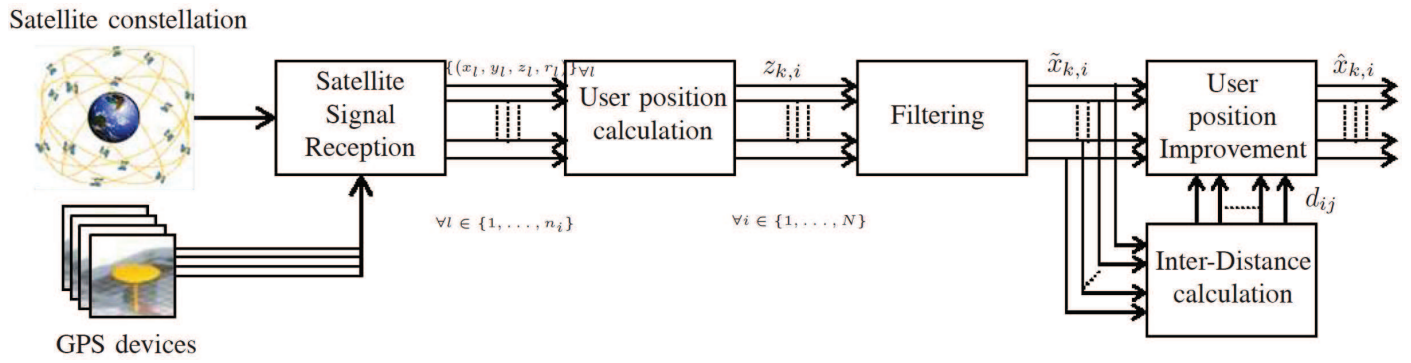 Satellite constellation
Satellite
Signal
Reception
{(x_l, y_l, z_l, r_l)}∀l
User position
calculation
z_{k,i}
Filtering
x̃_{k,i}
User
position
Improvement
x̂_{k,i}
∀l ∈ {1, . . . , n_i}
∀i ∈ {1, . . . , N}
d_{ij}
Inter-Distance
calculation
GPS devices